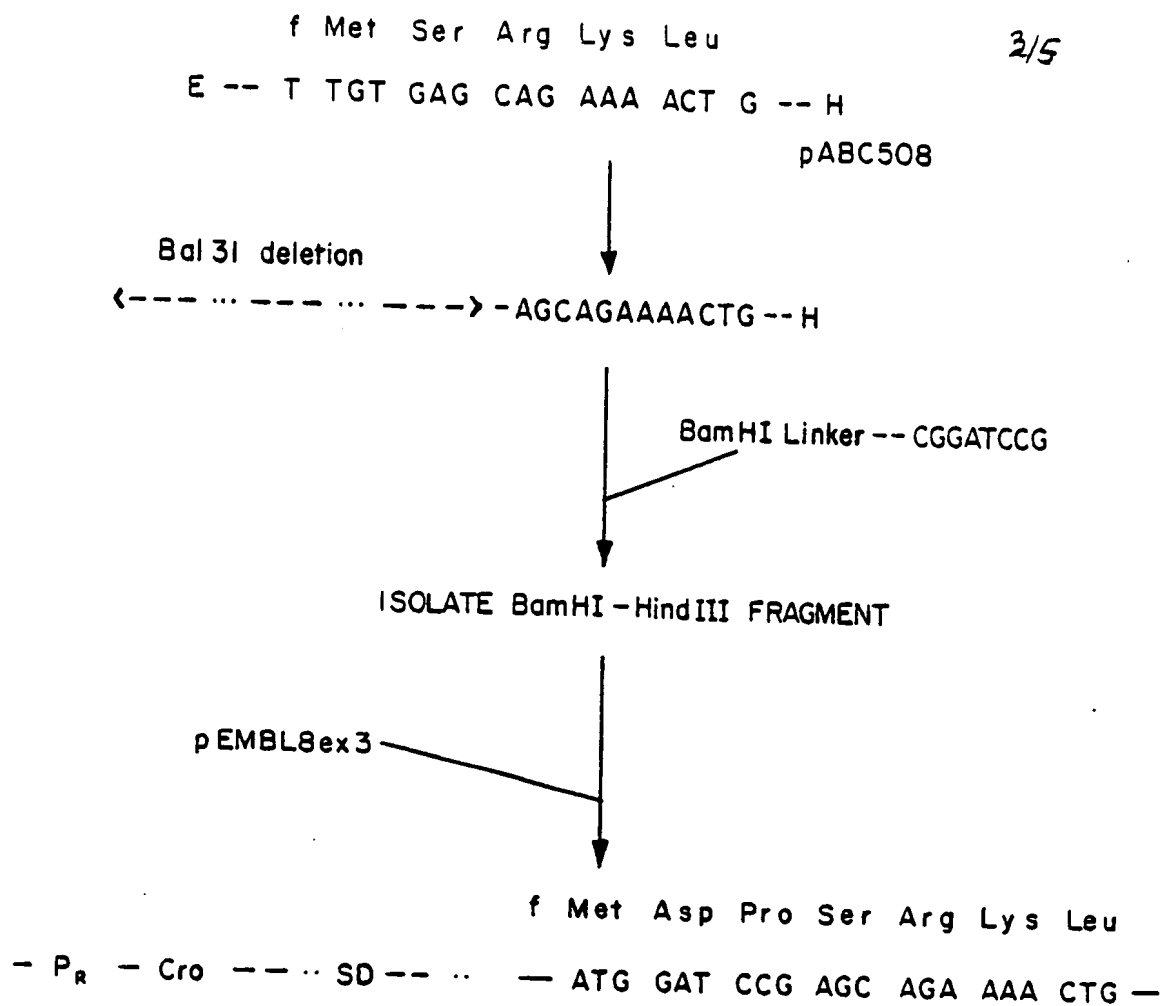 f Met Ser Arg Lys Leu
2/5
E -- T TGT GAG CAG AAA ACT G -- H
pABC508
Bal 31 deletion
<--- ... --- ... ---> -AGCAGAAAACTG--H
BamHI Linker -- CGGATCCG
ISOLATE BamHI-HindIII FRAGMENT
pEMBL8ex3
f Met Asp Pro Ser Arg Lys Leu
- PR - Cro --- .. SD -- .. - ATG GAT CCG AGC AGA AAA CTG -